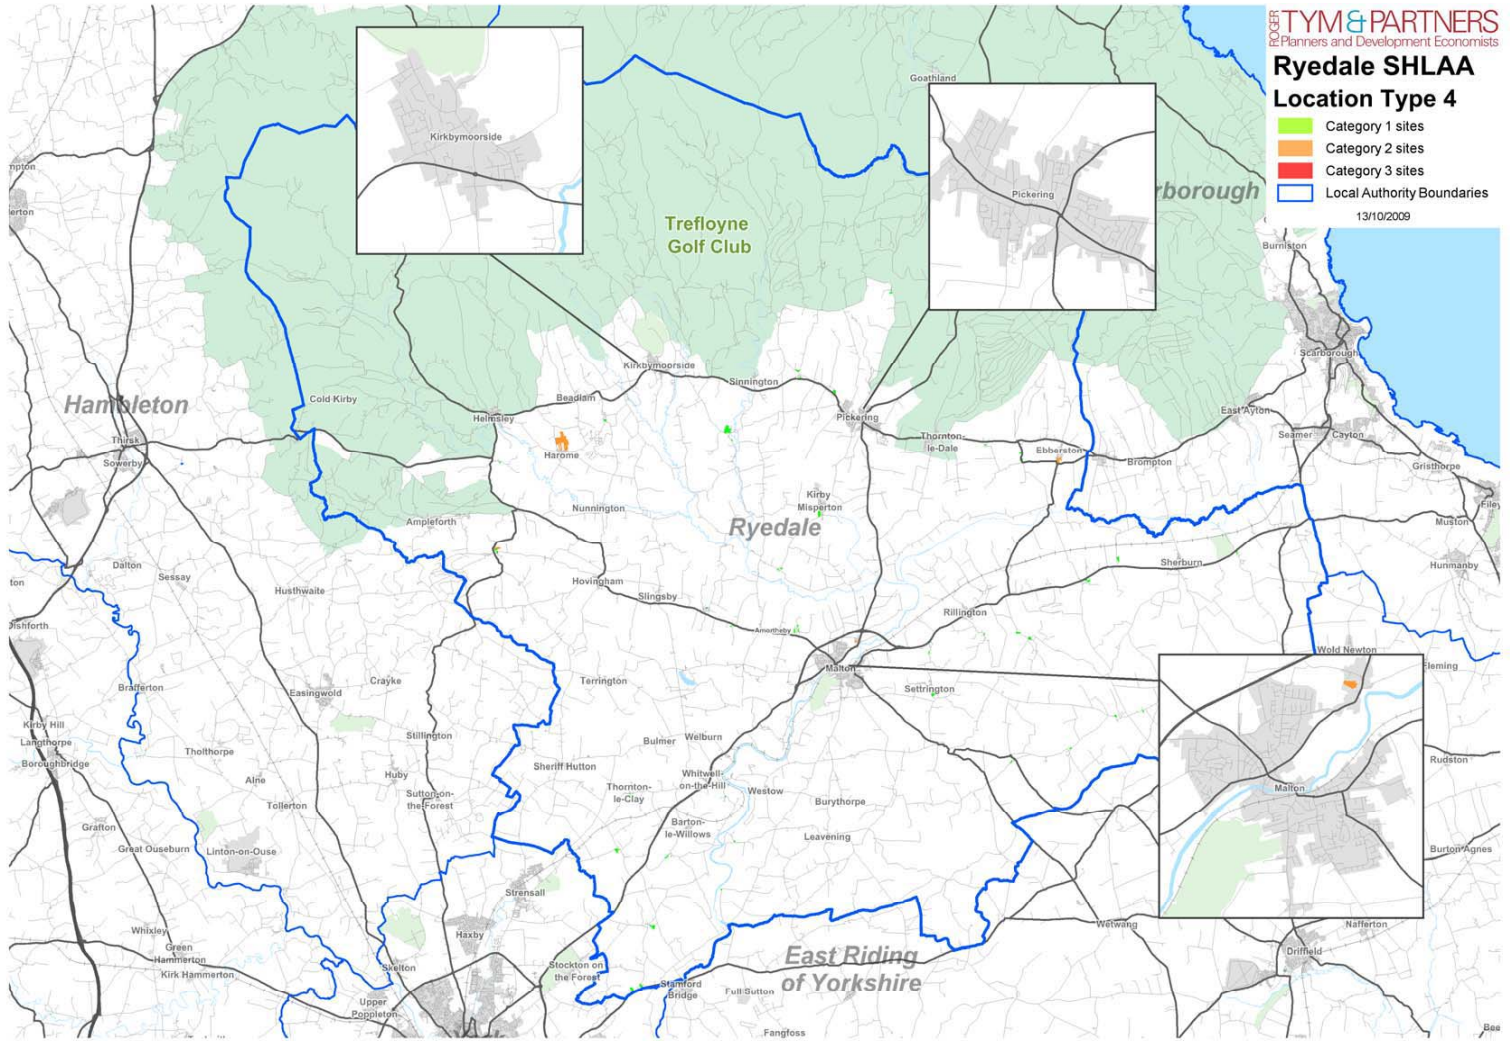 ROGER
TYM & PARTNERS
Planners and Development Economists
Ryedale SHLAA
Location Type 4
Category 1 sites
Category 2 sites
Category 3 sites
Local Authority Boundaries
13/10/2009
Goathland
Kirkbymoorside
Pickering
rborough
Trefloyne
Golf Club
Burniston
Scarborough
Kirkbymoorside
Sinnington
Hambleton
Cold Kirby
Beadlam
Helmsley
Pickering
East Ayton
Thirsk
Sowerby
Harome
Thornton-
le-Dale
Ebberston
Brompton
Seamer
Cayton
Gristhorpe
Filey
Ampleforth
Nunnington
Kirby
Misperton
Ryedale
Muston
Hunmanby
Dalton
Sessay
Husthwaite
Hovingham
Slingsby
Sherburn
Rillington
Dishforth
Amotherby
Malton
Wold Newton
Fleming
Brafferton
Easingwold
Crayke
Terrington
Settrington
Kirby Hill
Langthorpe
Boroughbridge
Tholthorpe
Stillington
Bulmer
Welburn
Sheriff Hutton
Alne
Huby
Whitwell-
on-the-Hill
Rudston
Tollerton
Sutton-on-
the-Forest
Thornton-
le-Clay
Westow
Burythorpe
Malton
Grafton
Great Ouseburn
Linton-on-Ouse
Barton-
le-Willows
Leavening
Burton Agnes
Strensall
Whixley
Green
Hammerton
Kirk Hammerton
Haxby
Skelton
Stockton on
the Forest
East Riding
of Yorkshire
Wetwang
Nafferton
Driffield
Upper
Poppleton
Stamford
Bridge
Full Sutton
Fangfoss
Bee